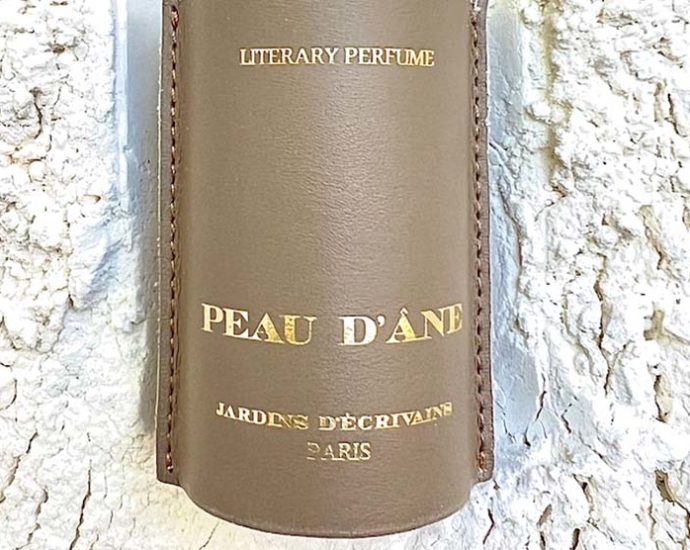 LITERARY PERFUME
PEAU D'ÂNE
JARDINS D'ÉCRIVAINS
PARIS